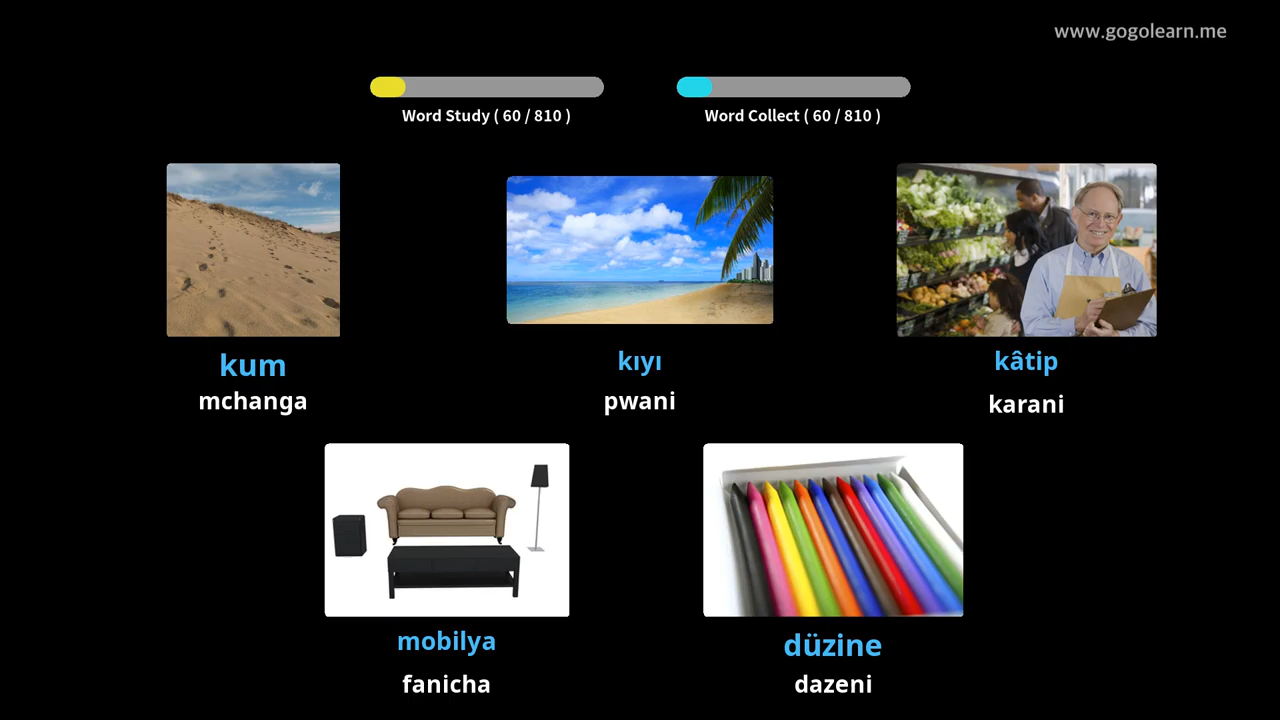 www.gogolearn.me
Word Study ( 60 / 810 )
Word Collect ( 60 / 810 )
kum
mchanga
kıyı
pwani
kâtip
karani
mobilya
fanicha
düzine
dazeni